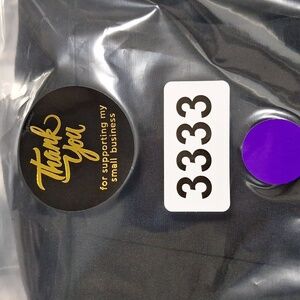 Thank
You
for supporting my
small business
3333